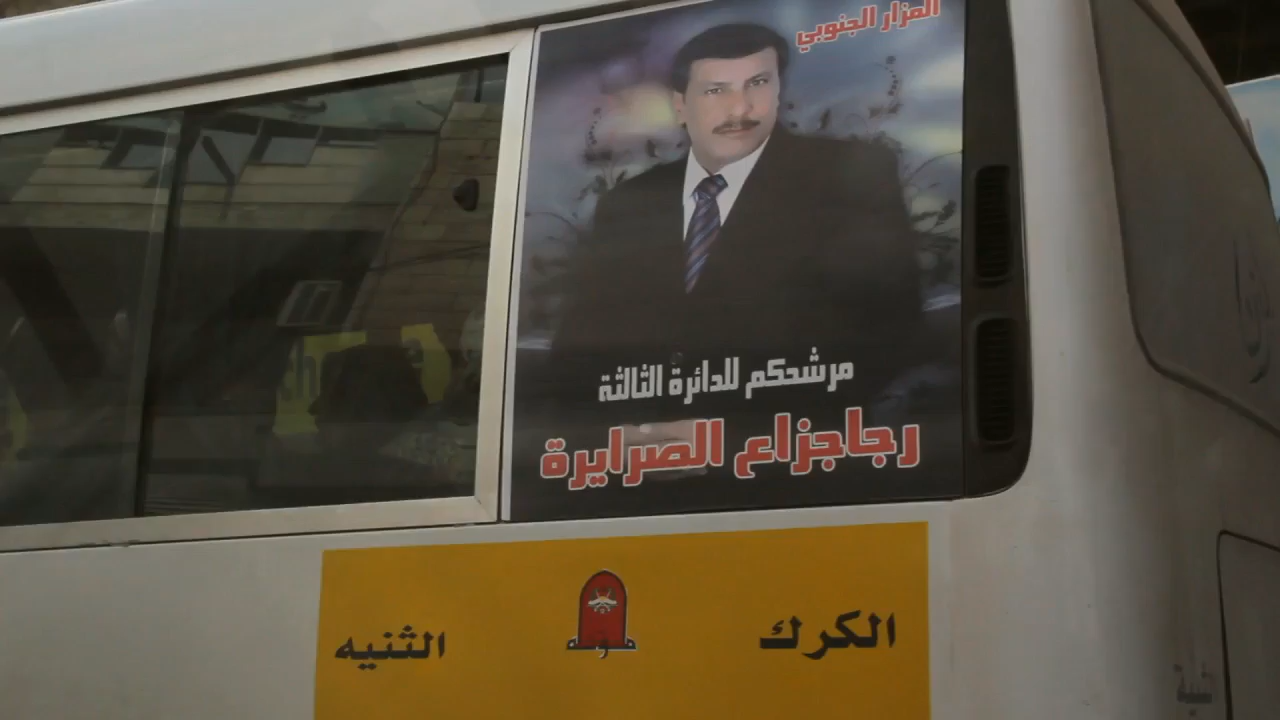 المزار الجنوبي
مرشحكم للدائرة الثالثة
رجاجزاع الصرايرة
الكرك
الثنيه